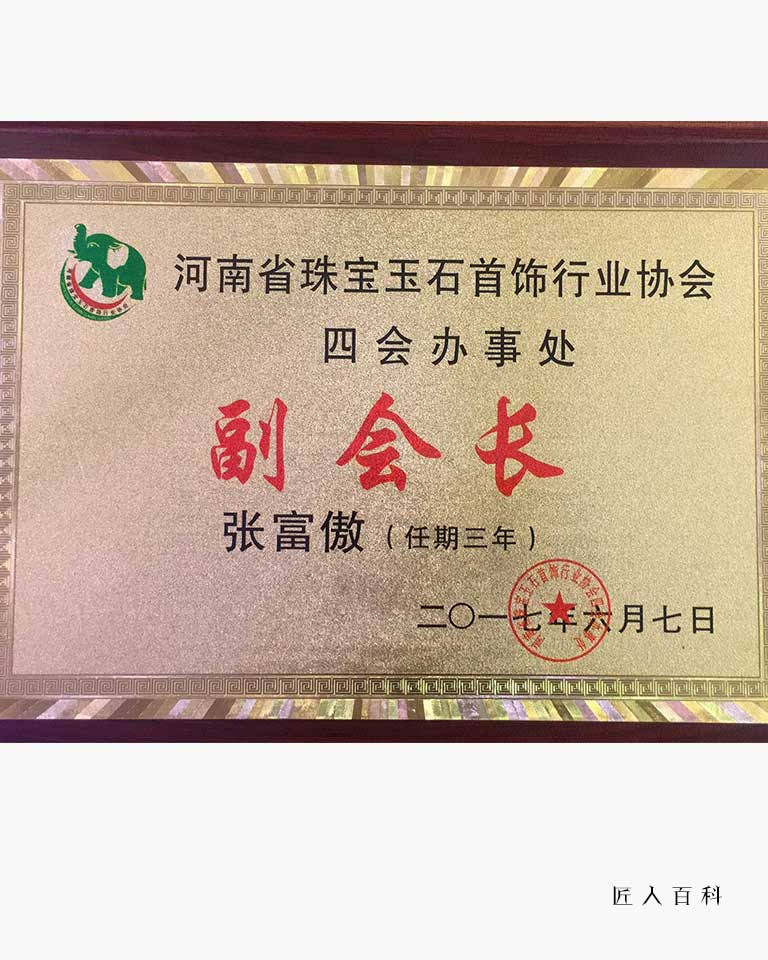 河南省珠宝玉石首饰行业协会
四会办事处
副会长
张富傲（任期三年）
二〇一七年六月七日
匠人百科